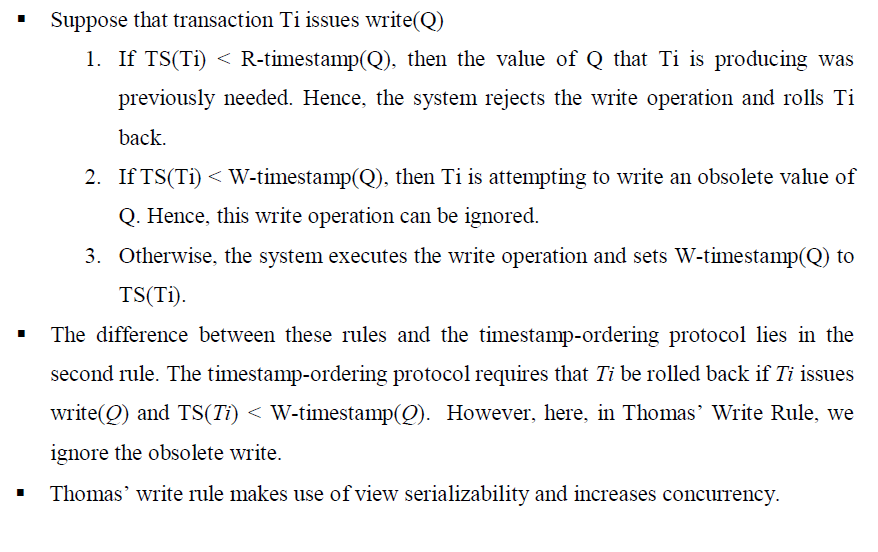 ▪ Suppose that transaction Ti issues write(Q)
1. If TS(Ti) < R-timestamp(Q), then the value of Q that Ti is producing was
previously needed. Hence, the system rejects the write operation and rolls Ti
back.
2. If TS(Ti) < W-timestamp(Q), then Ti is attempting to write an obsolete value of
Q. Hence, this write operation can be ignored.
3. Otherwise, the system executes the write operation and sets W-timestamp(Q) to
TS(Ti).
▪ The difference between these rules and the timestamp-ordering protocol lies in the
second rule. The timestamp-ordering protocol requires that Ti be rolled back if Ti issues
write(Q) and TS(Ti) < W-timestamp(Q). However, here, in Thomas’ Write Rule, we
ignore the obsolete write.
▪ Thomas’ write rule makes use of view serializability and increases concurrency.